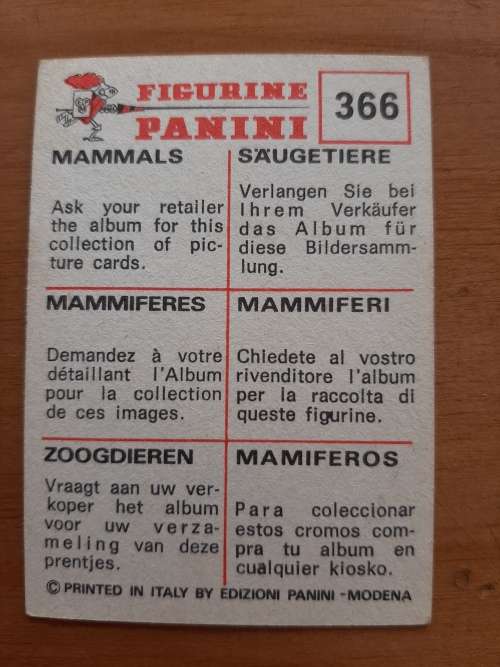 FIGURINE
PANINI
366
MAMMALS
Ask your retailer
the album for this
collection of pic-
ture cards.
SÄUGETIERE
Verlangen Sie bei
Ihrem Verkäufer
das Album für
diese Bildersamm-
lung.
MAMMIFERES
Demandez à votre
détaillant l'Album
pour la collection
de ces images.
MAMMIFERI
Chiedete al vostro
rivenditore l'album
per la raccolta di
queste figurine.
ZOOGDIEREN
Vraagt aan uw ver-
koper het album
voor uw verza-
meling van deze
prentjes.
MAMIFEROS
Para coleccionar
estos cromos com-
pra tu album en
cualquier kiosko.
© PRINTED IN ITALY BY EDIZIONI PANINI - MODENA